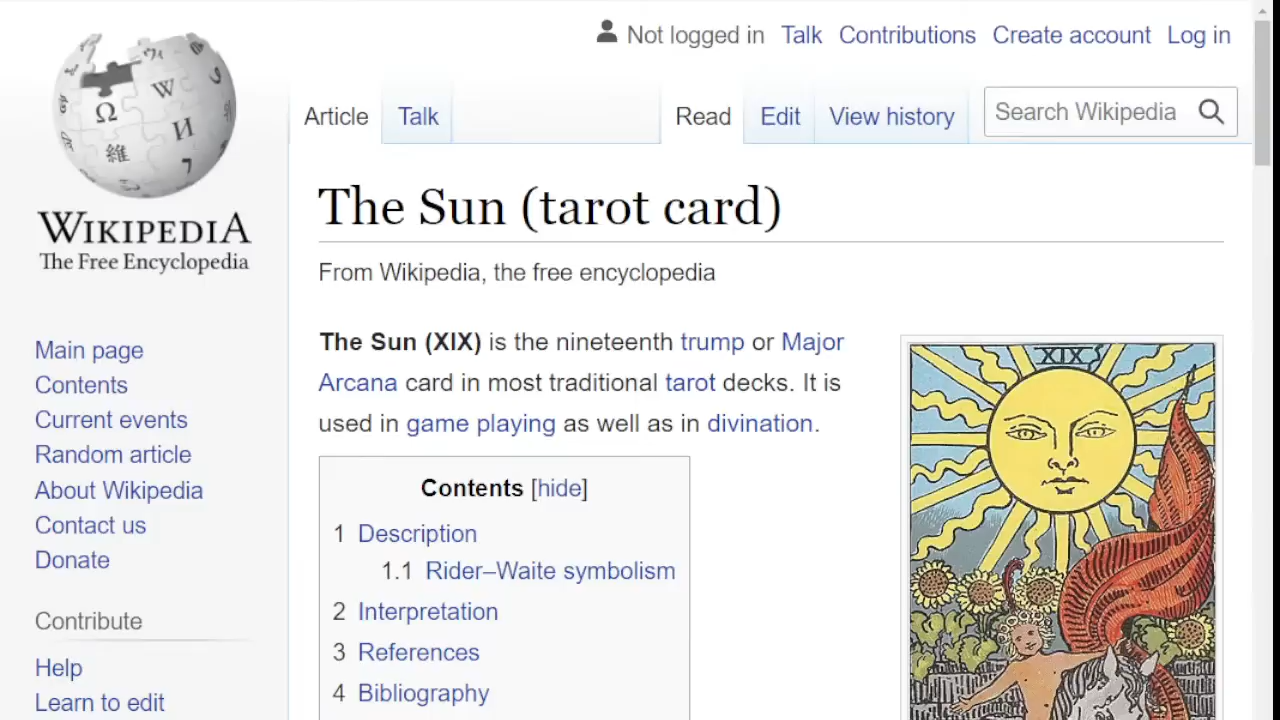 Not logged in Talk Contributions Create account Log in
Article Talk Read Edit View history Search Wikipedia
Ω W И 維 7
WIKIPEDIA
The Free Encyclopedia
Main page
Contents
Current events
Random article
About Wikipedia
Contact us
Donate
Contribute
Help
Learn to edit
The Sun (tarot card)
From Wikipedia, the free encyclopedia
The Sun (XIX) is the nineteenth trump or Major
Arcana card in most traditional tarot decks. It is
used in game playing as well as in divination.
Contents [hide]
1 Description
1.1 Rider–Waite symbolism
2 Interpretation
3 References
4 Bibliography
XIX